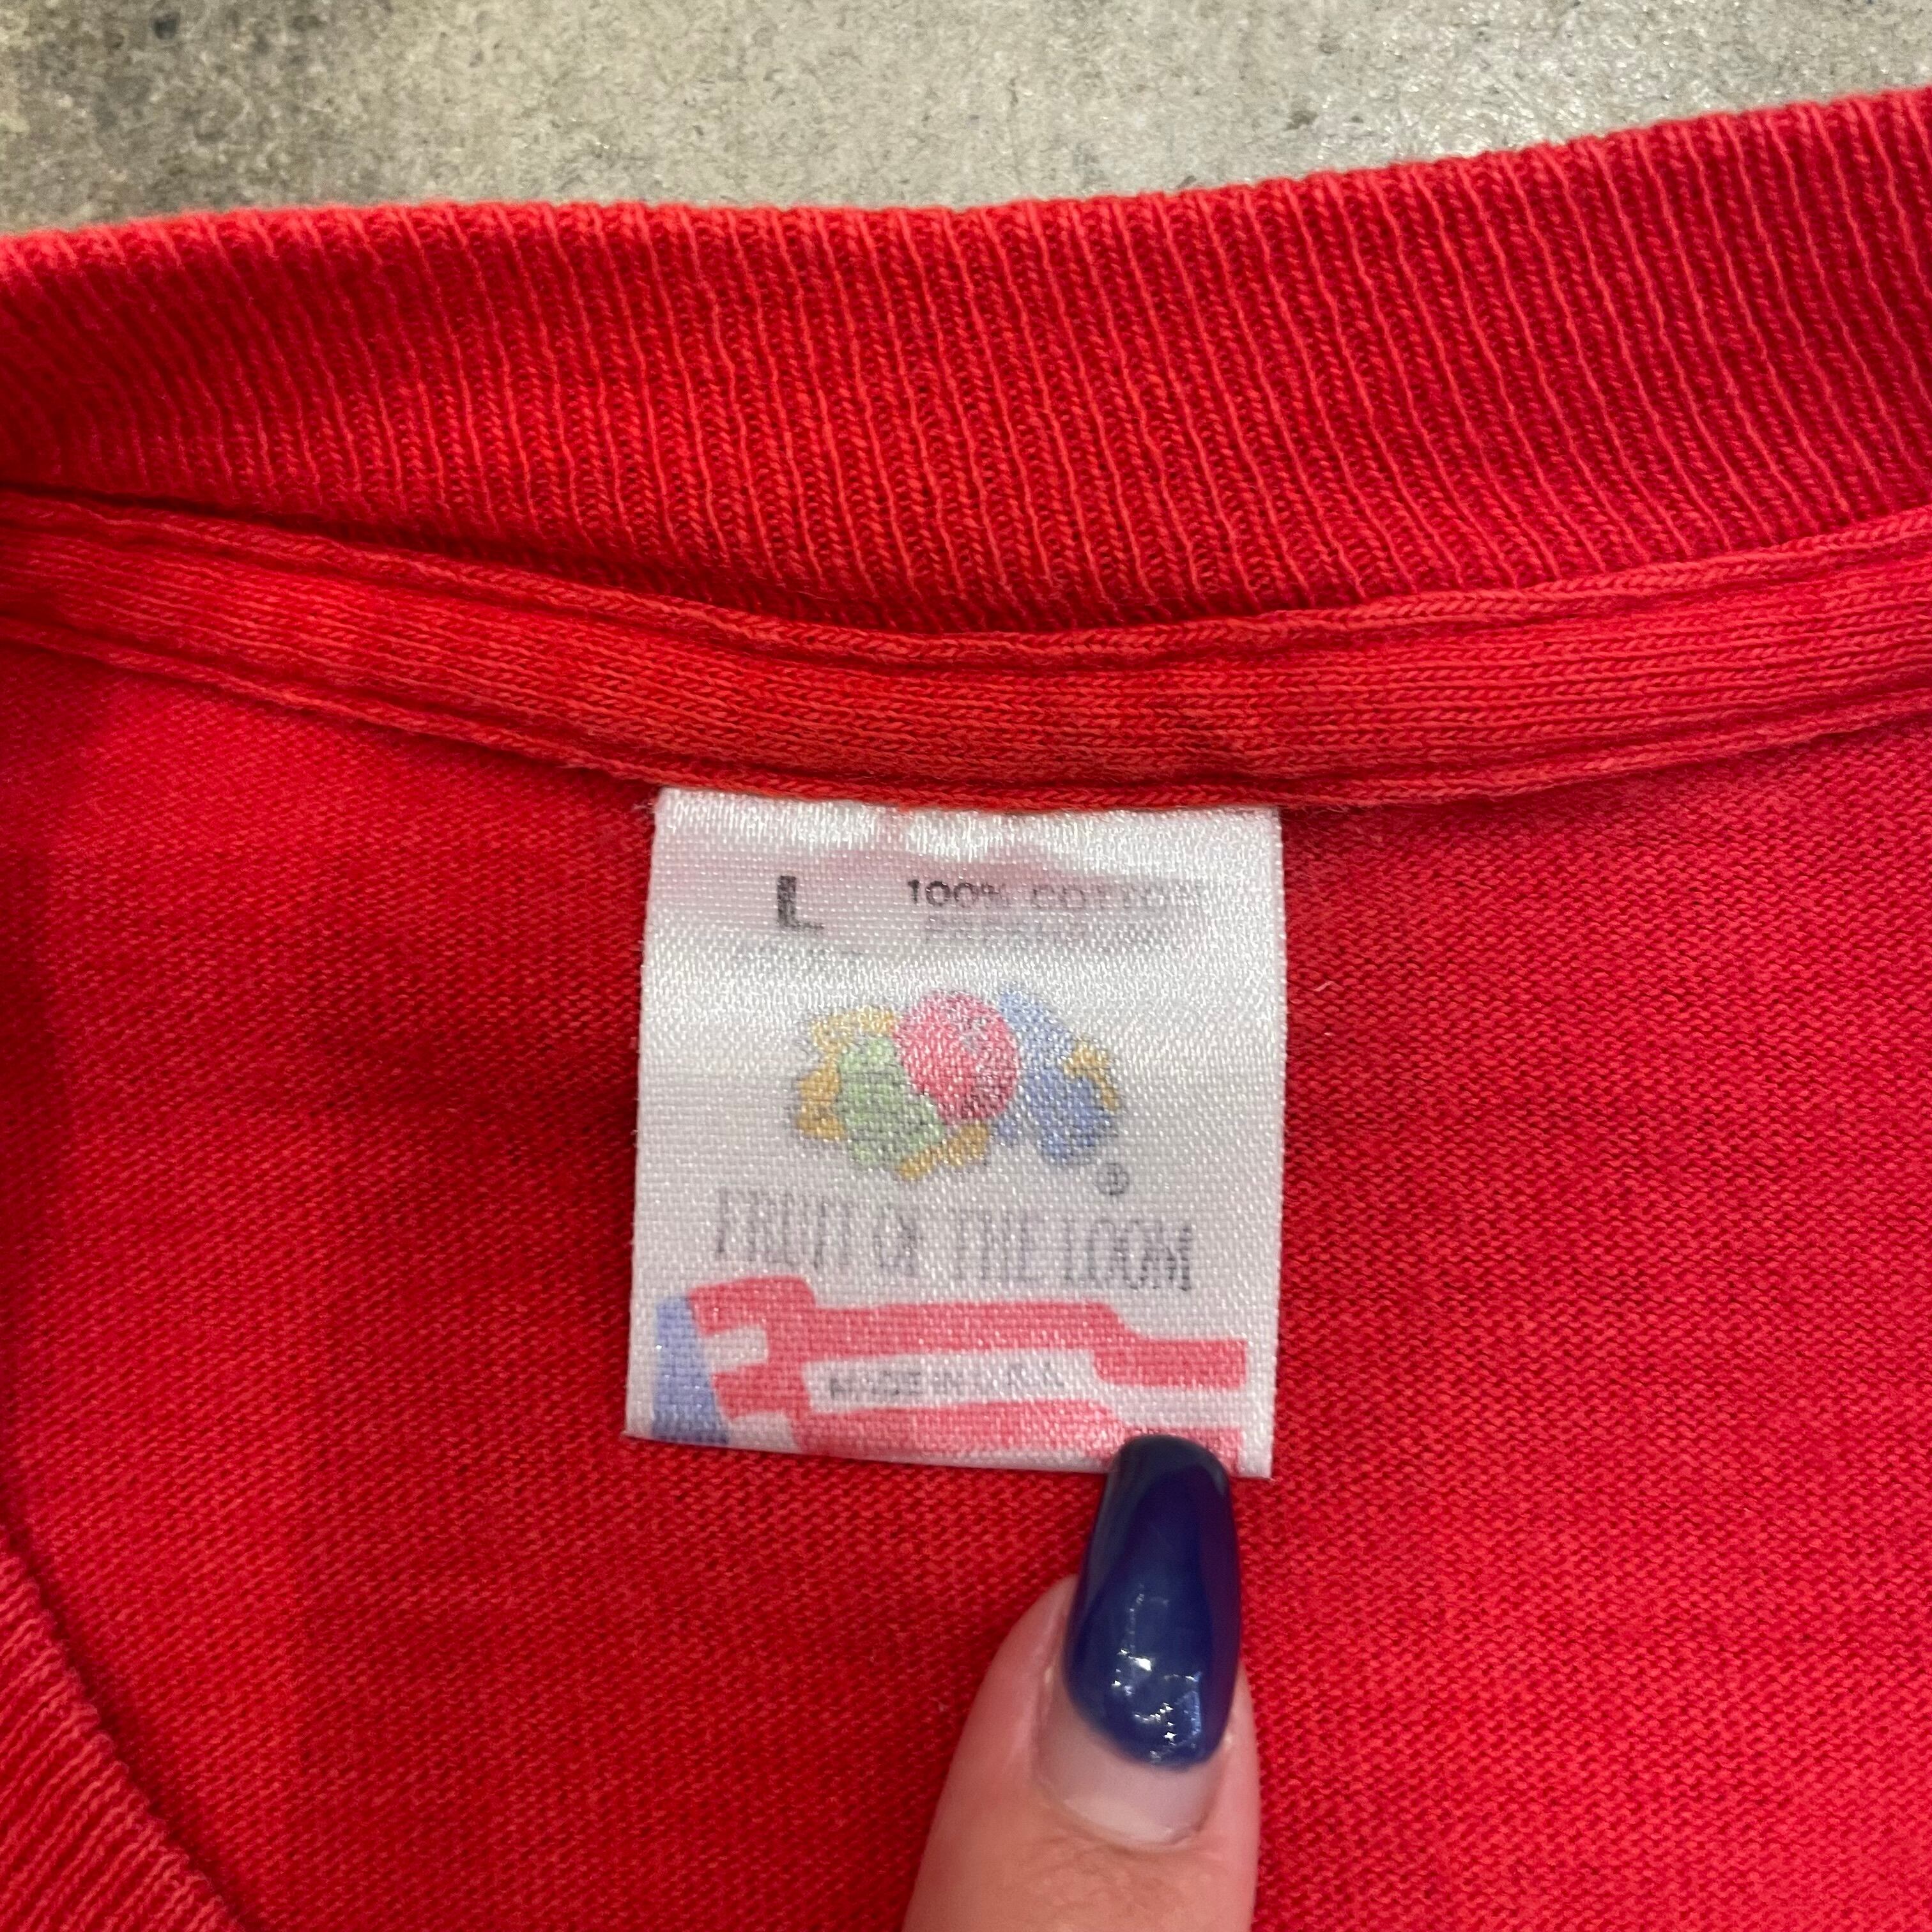 L 100% COTTON
FRUIT OF THE LOOM
MADE IN U.S.A.